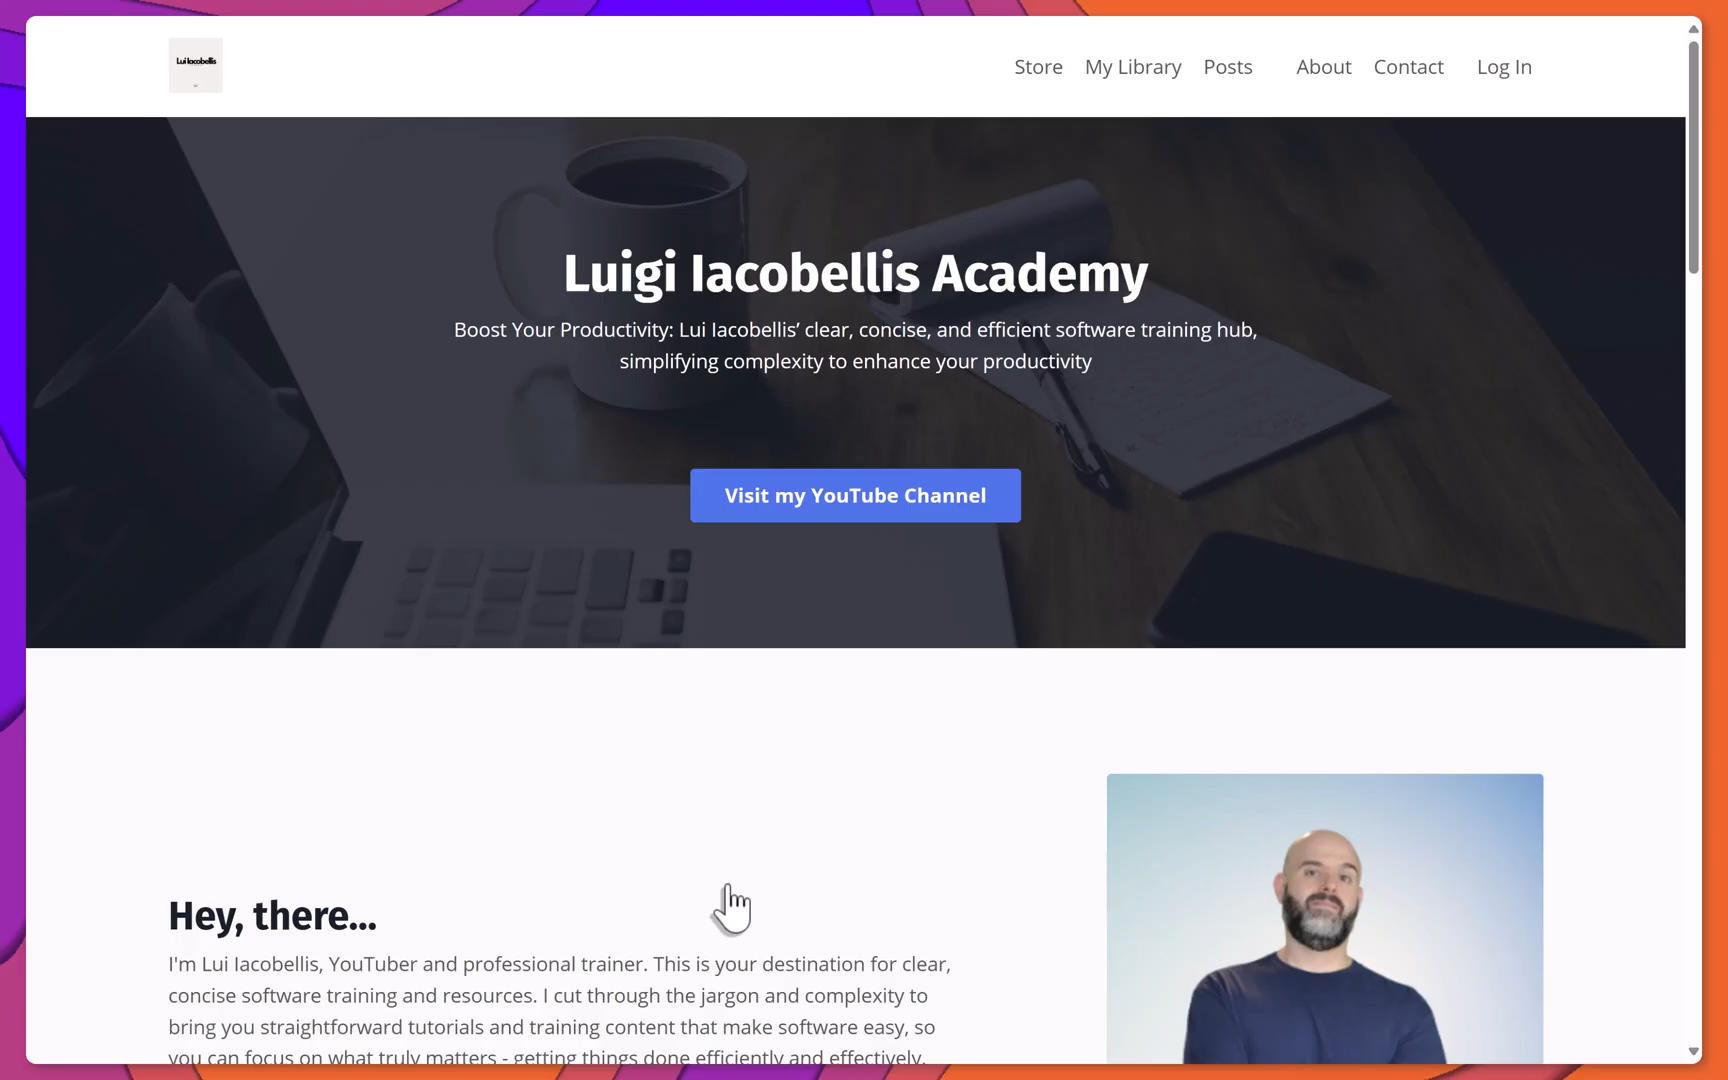 Lui Iacobellis
Store My Library Posts About Contact Log In
Luigi Iacobellis Academy
Boost Your Productivity: Lui Iacobellis’ clear, concise, and efficient software training hub,
simplifying complexity to enhance your productivity
Visit my YouTube Channel
Hey, there...
I'm Lui Iacobellis, YouTuber and professional trainer. This is your destination for clear,
concise software training and resources. I cut through the jargon and complexity to
bring you straightforward tutorials and training content that make software easy, so
you can focus on what truly matters - getting things done efficiently and effectively.